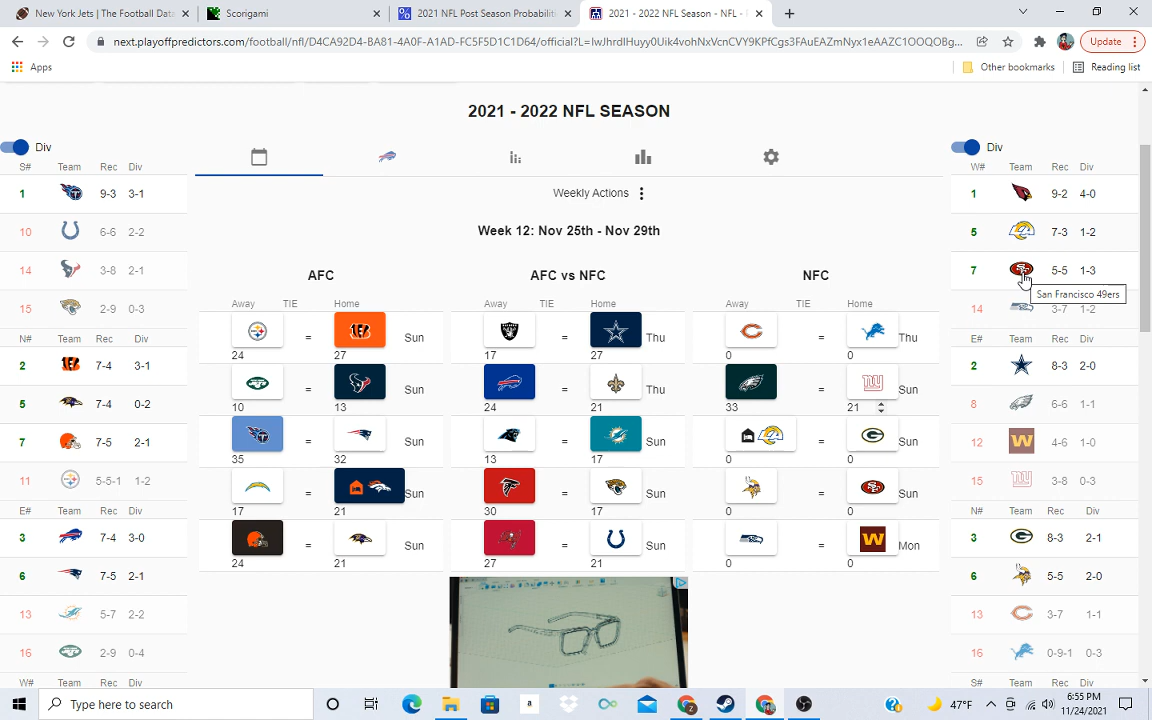 New York Jets | The Football Data
Scorigami
2021 NFL Post Season Probabiliti
2021 - 2022 NFL Season - NFL -
next.playoffpredictors.com/football/nfl/D4CA92D4-BA81-4A0F-A1AD-FC5F5D1C1D64/official?L=IwJhrdIHuyy0Uik4vohNxVcnCVY9KPfCgs3FAuEAZmNyx1eAAZC1OOQOBg...
Update
Apps
Other bookmarks
Reading list
2021 - 2022 NFL SEASON
Div
S# Team Rec Div
1 9-3 3-1
10 6-6 2-2
14 3-8 2-1
15 2-9 0-3
N# Team Rec Div
2 7-4 3-1
5 7-4 0-2
7 7-5 2-1
11 5-5-1 1-2
E# Team Rec Div
3 7-4 3-0
6 7-5 2-1
13 5-7 2-2
16 2-9 0-4
W# Team Rec Div
Weekly Actions
Week 12: Nov 25th - Nov 29th
AFC
Away TIE Home
= Sun
24 27
= Sun
10 13
= Sun
35 32
= Sun
17 21
= Sun
24 21
AFC vs NFC
Away TIE Home
= Thu
17 27
= Thu
24 21
= Sun
13 17
= Sun
30 17
= Sun
27 21
NFC
Away TIE Home
= Thu
0 0
= Sun
33 21
= Sun
0 0
= Sun
0 0
= Mon
0 0
Div
W# Team Rec Div
1 9-2 4-0
5 7-3 1-2
7 5-5 1-3
San Francisco 49ers
14 3-7 1-2
E# Team Rec Div
2 8-3 2-0
8 6-6 1-1
12 4-6 1-0
15 3-8 0-3
N# Team Rec Div
3 8-3 2-1
6 5-5 2-0
13 3-7 1-1
16 0-9-1 0-3
S# Team Rec Div
Type here to search
47°F
6:55 PM
11/24/2021